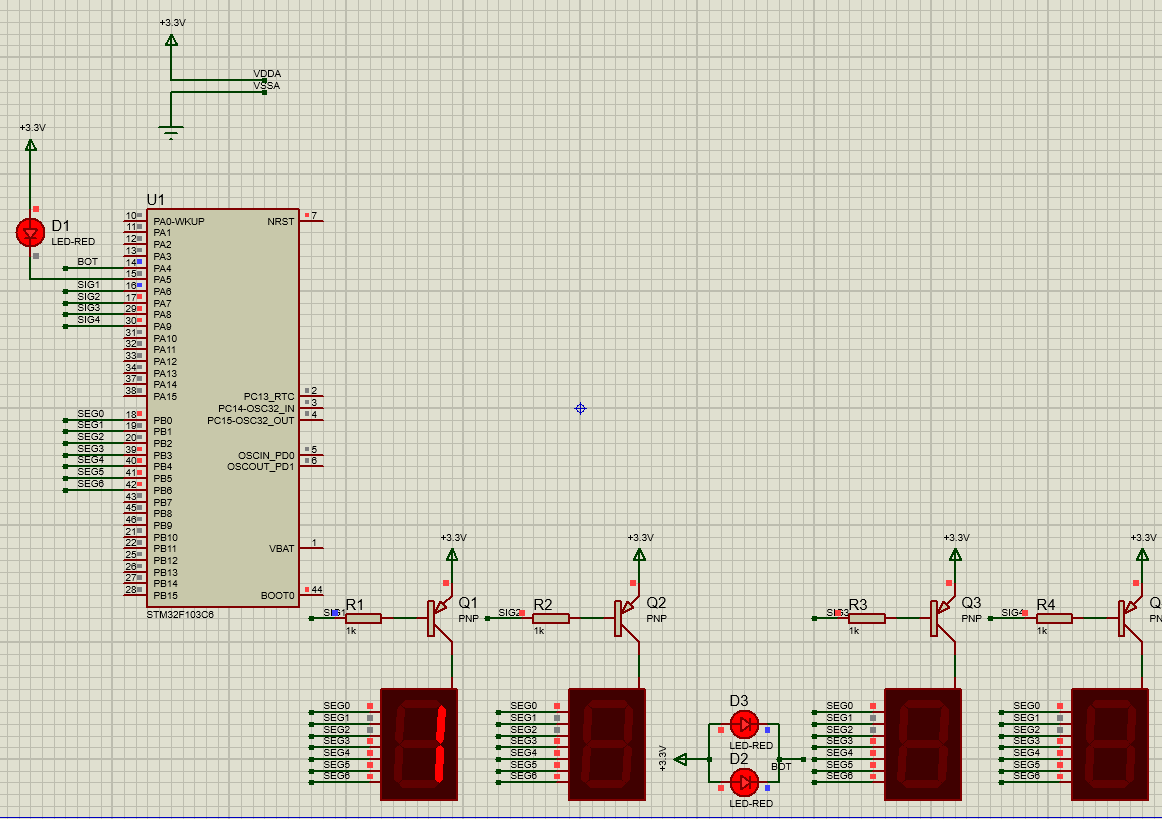 +3.3V
VDDA
VSSA
+3.3V
D1
LED-RED
BOT
SIG1
SIG2
SIG3
SIG4
SEG0
SEG1
SEG2
SEG3
SEG4
SEG5
SEG6
U1
10 PA0-WKUP
11 PA1
12 PA2
13 PA3
14 PA4
15 PA5
16 PA6
17 PA7
29 PA8
30 PA9
31 PA10
32 PA11
33 PA12
34 PA13
37 PA14
38 PA15
18 PB0
19 PB1
20 PB2
39 PB3
40 PB4
41 PB5
42 PB6
43 PB7
45 PB8
46 PB9
21 PB10
22 PB11
25 PB12
26 PB13
27 PB14
28 PB15
NRST 7
PC13_RTC 2
PC14-OSC32_IN 3
PC15-OSC32_OUT 4
OSCIN_PD0 5
OSCOUT_PD1 6
VBAT 1
BOOT0 44
STM32F103C6
+3.3V
SIG1
R1
1k
Q1
PNP
+3.3V
SIG2
R2
1k
Q2
PNP
+3.3V
SIG3
R3
1k
Q3
PNP
+3.3V
SIG4
R4
1k
Q
PN
SEG0
SEG1
SEG2
SEG3
SEG4
SEG5
SEG6
1
SEG0
SEG1
SEG2
SEG3
SEG4
SEG5
SEG6
+3.3V
D3
LED-RED
D2
LED-RED
BOT
SEG0
SEG1
SEG2
SEG3
SEG4
SEG5
SEG6
SEG0
SEG1
SEG2
SEG3
SEG4
SEG5
SEG6